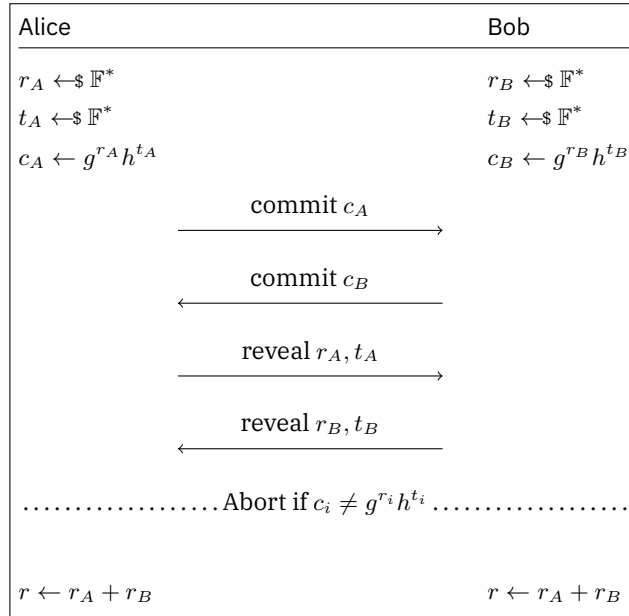 Alice Bob
r_A ←$ 𝔽* r_B ←$ 𝔽*
t_A ←$ 𝔽* t_B ←$ 𝔽*
c_A ← g^{r_A} h^{t_A} c_B ← g^{r_B} h^{t_B}
commit c_A
commit c_B
reveal r_A, t_A
reveal r_B, t_B
Abort if c_i ≠ g^{r_i} h^{t_i}
r ← r_A + r_B r ← r_A + r_B